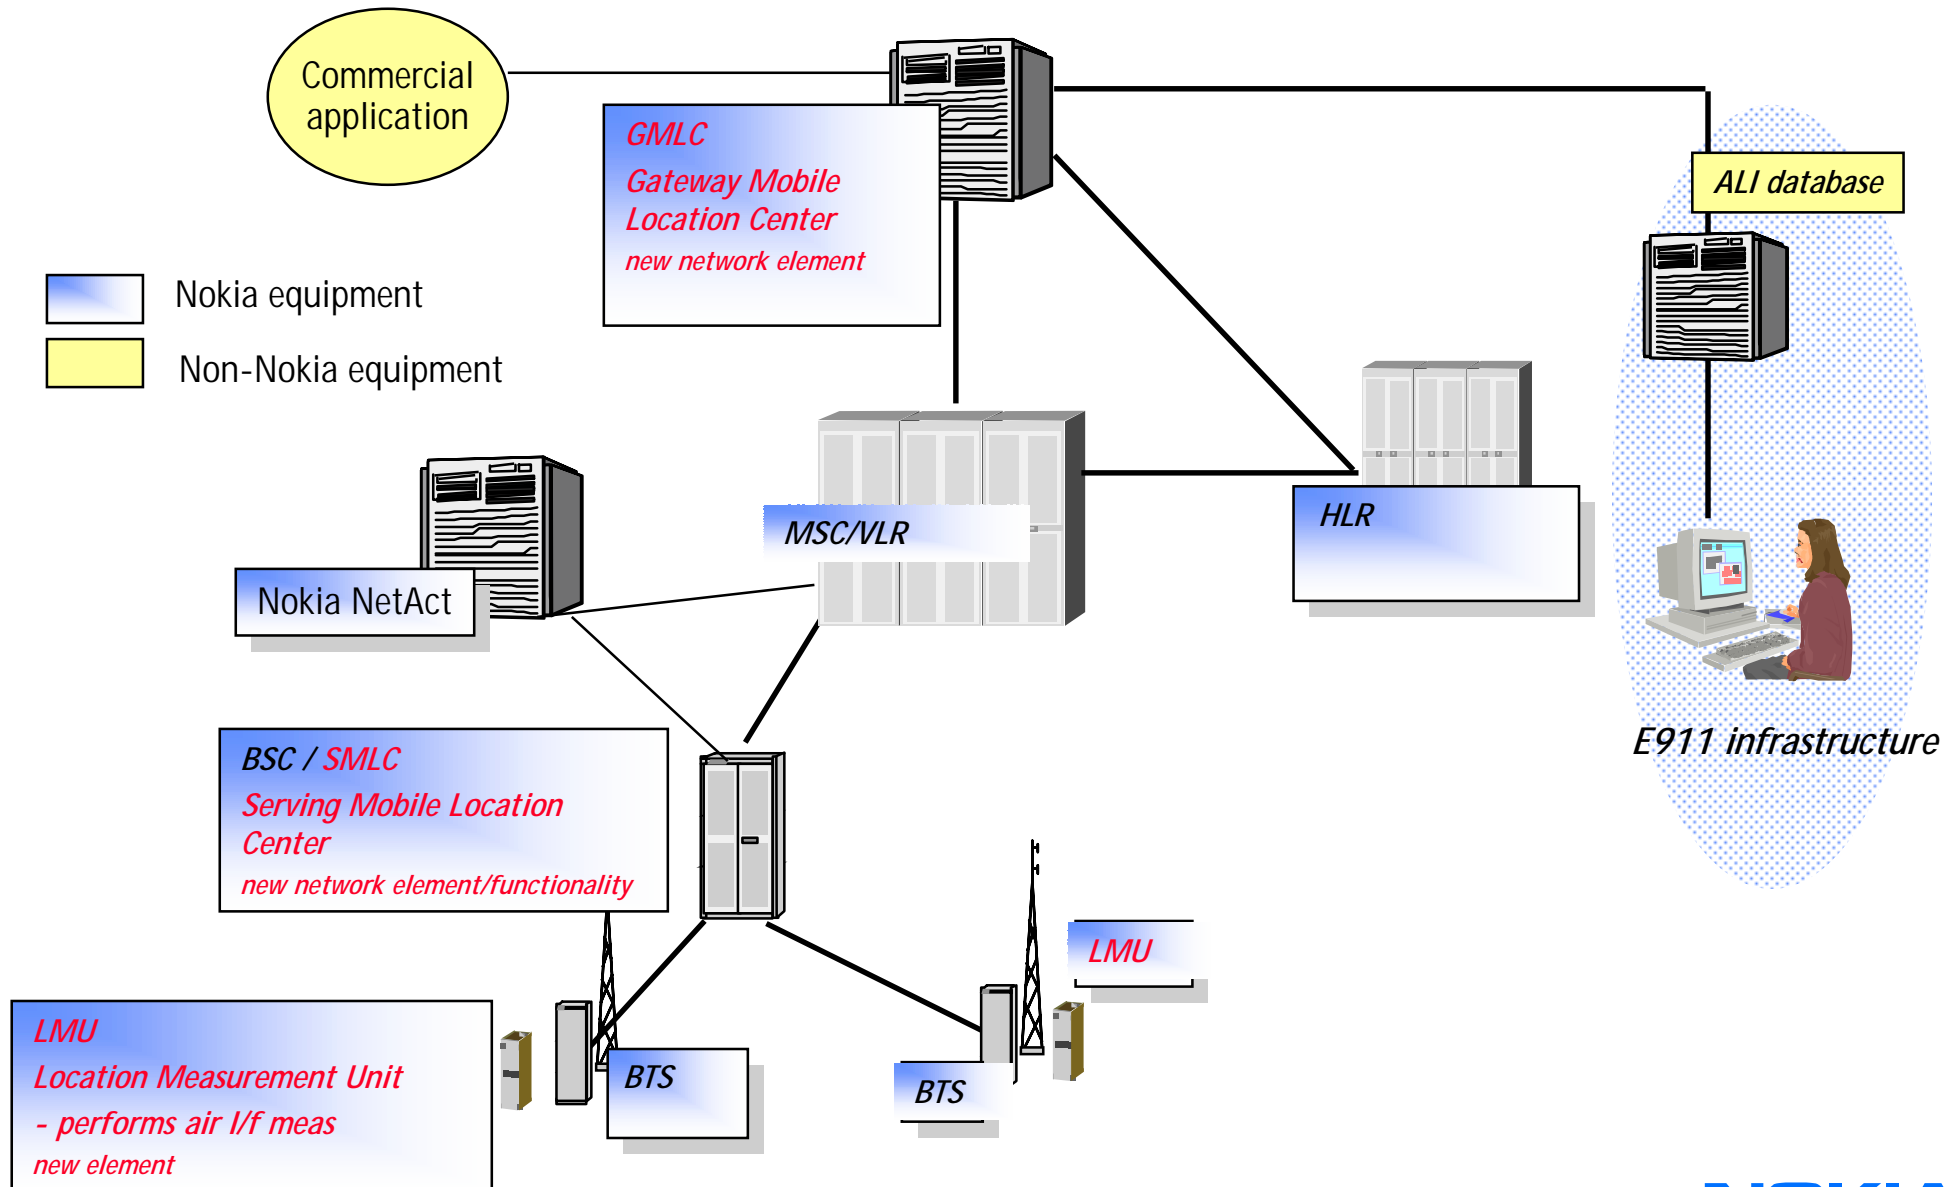 Commercial
application
GMLC
Gateway Mobile
Location Center
new network element
ALI database
Nokia equipment
Non-Nokia equipment
MSC/VLR
HLR
Nokia NetAct
E911 infrastructure
BSC / SMLC
Serving Mobile Location
Center
new network element/functionality
LMU
LMU
Location Measurement Unit
- performs air I/f meas
new element
BTS
BTS
NOKIA